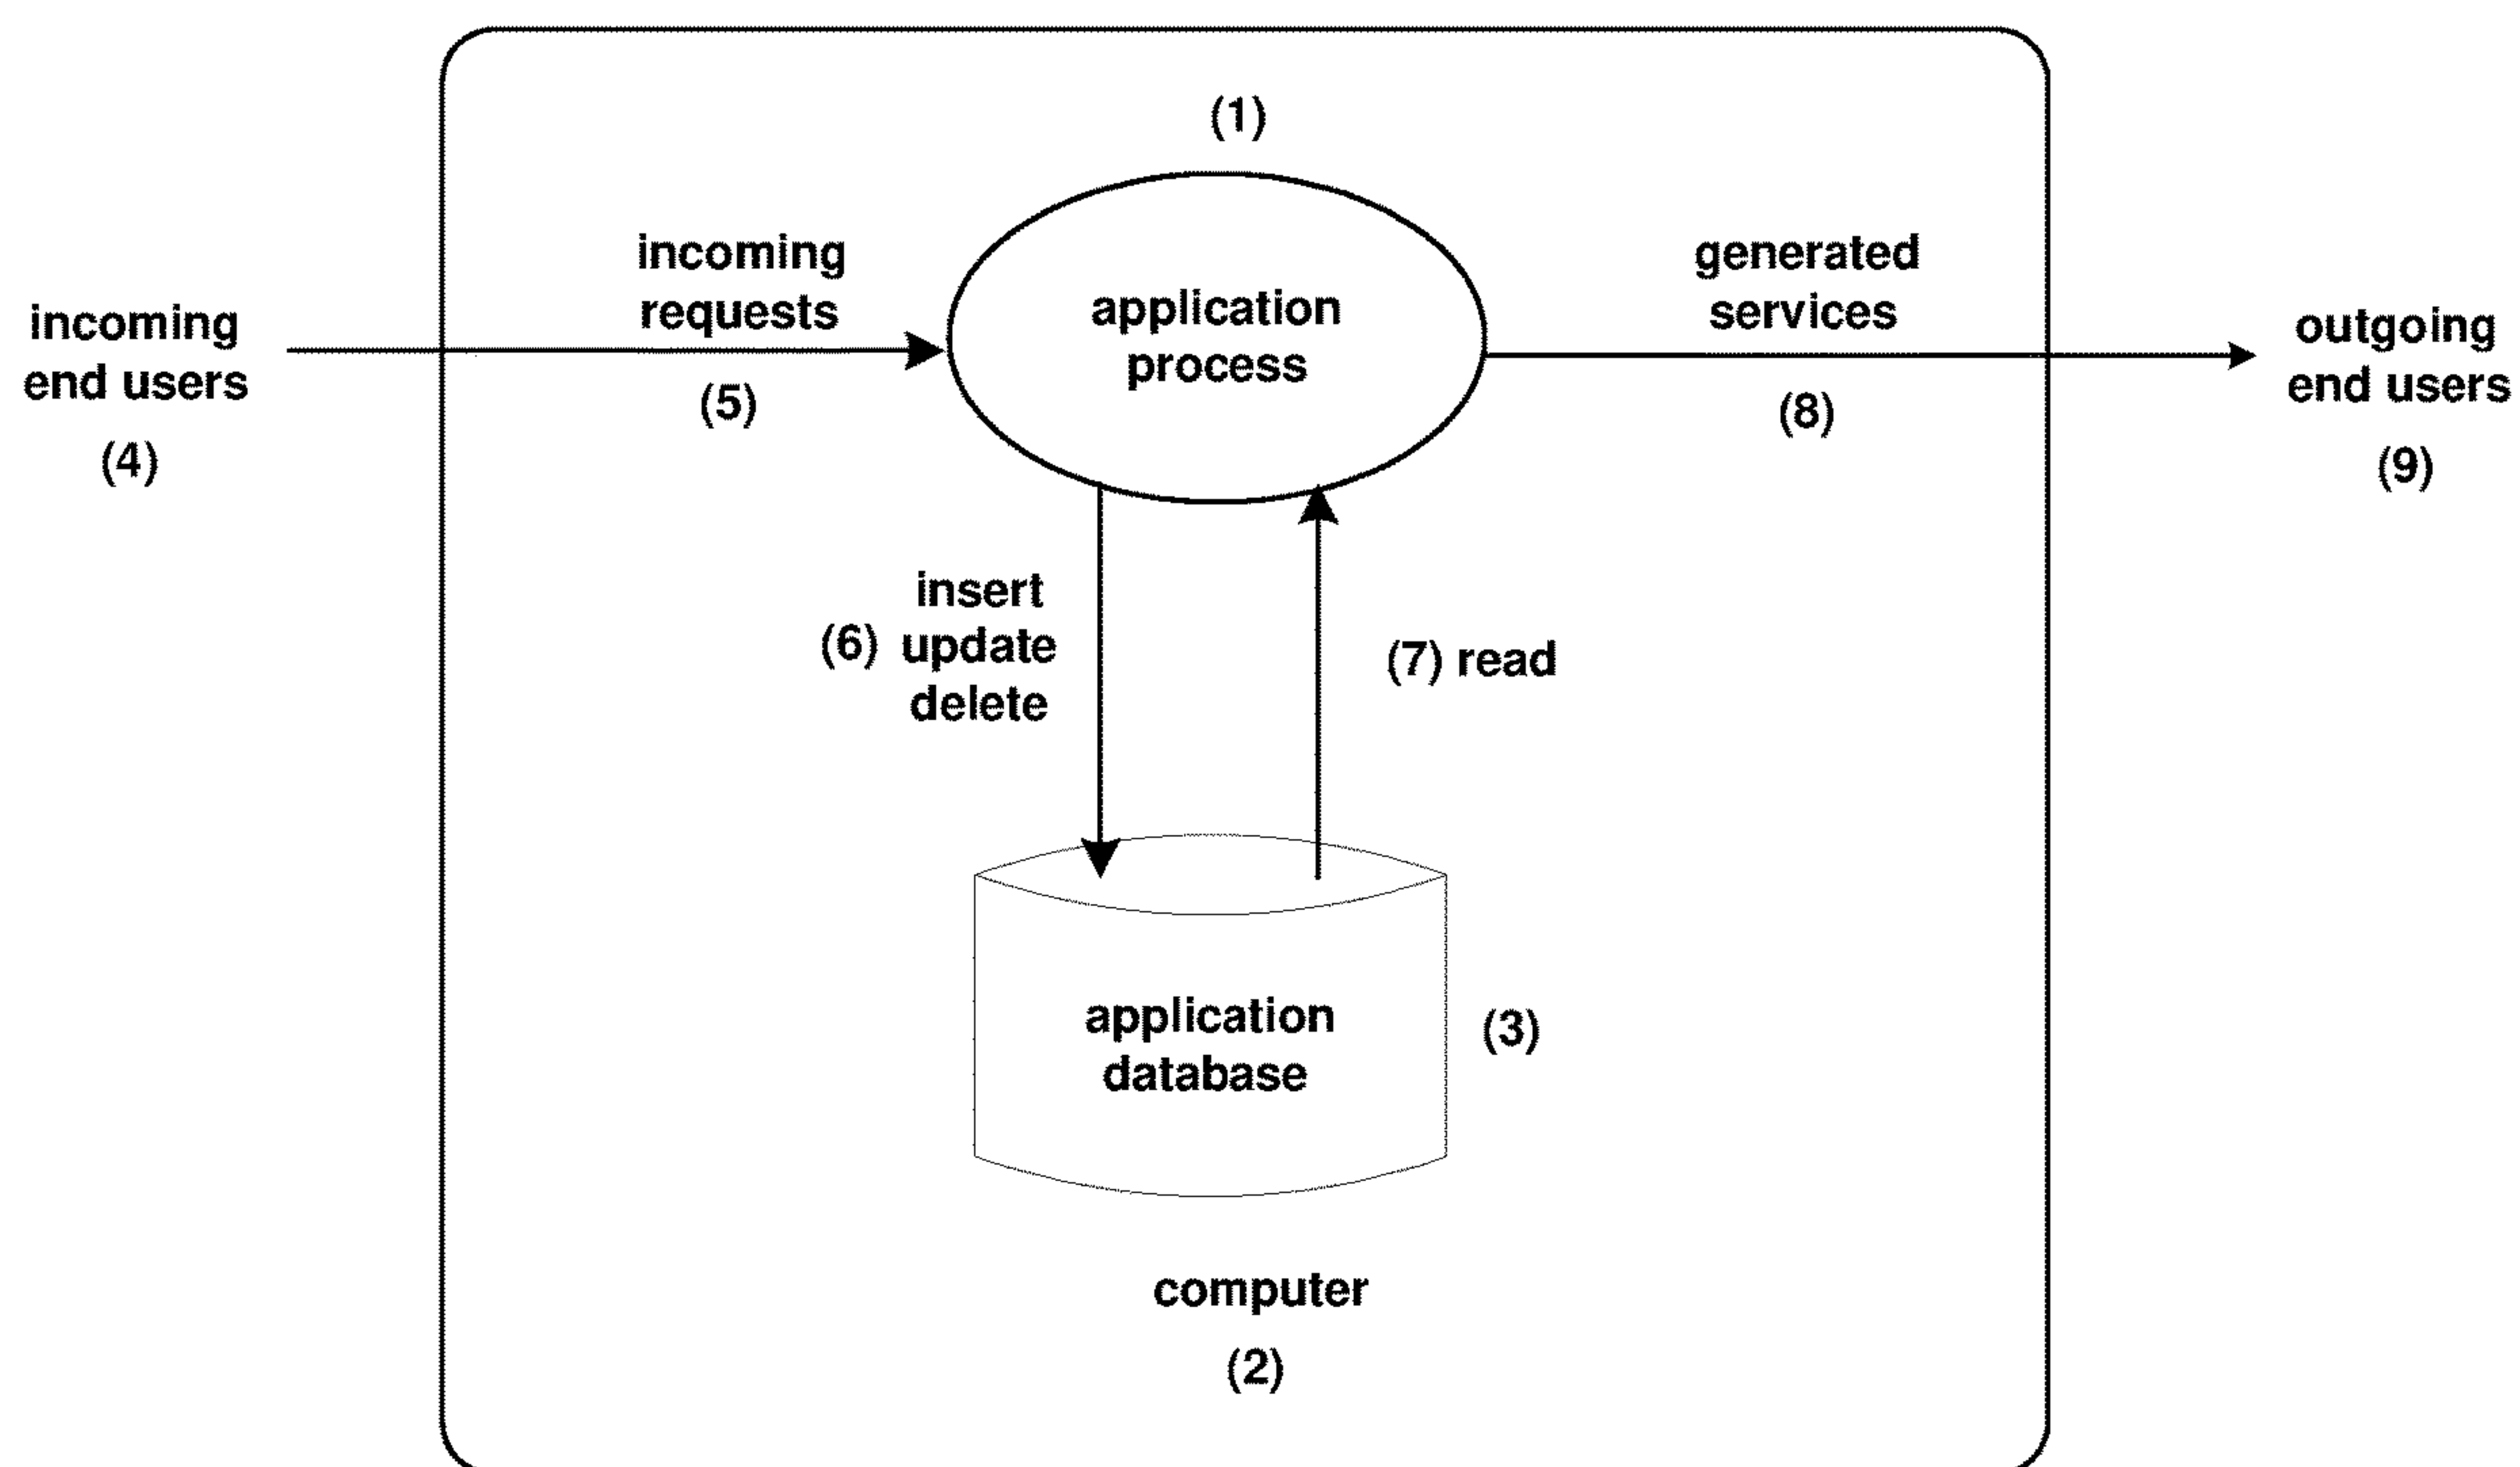 (1)
incoming
requests
(5)
application
process
generated
services
(8)
incoming
end users
(4)
outgoing
end users
(9)
insert
(6) update
delete
(7) read
application
database
(3)
computer
(2)